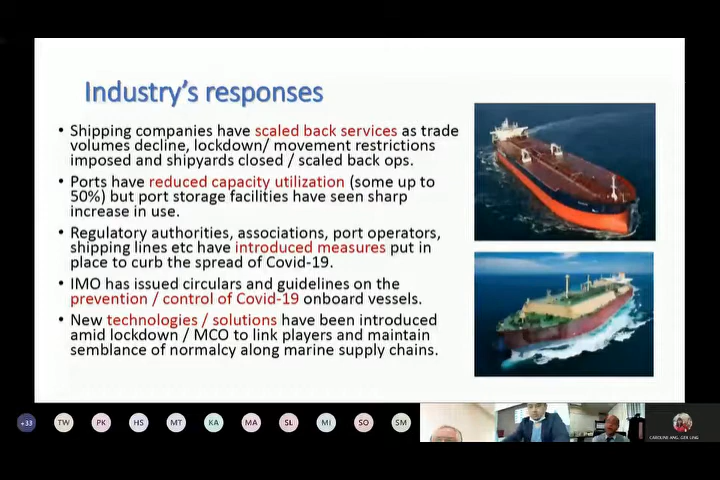 Industry's responses
• Shipping companies have scaled back services as trade
volumes decline, lockdown/ movement restrictions
imposed and shipyards closed / scaled back ops.
• Ports have reduced capacity utilization (some up to
50%) but port storage facilities have seen sharp
increase in use.
• Regulatory authorities, associations, port operators,
shipping lines etc have introduced measures put in
place to curb the spread of Covid-19.
• IMO has issued circulars and guidelines on the
prevention / control of Covid-19 onboard vessels.
• New technologies / solutions have been introduced
amid lockdown / MCO to link players and maintain
semblance of normalcy along marine supply chains.
+33 TW PK HS MT KA MA SL MI SO SM
CAROLINE ANG, GEK LING